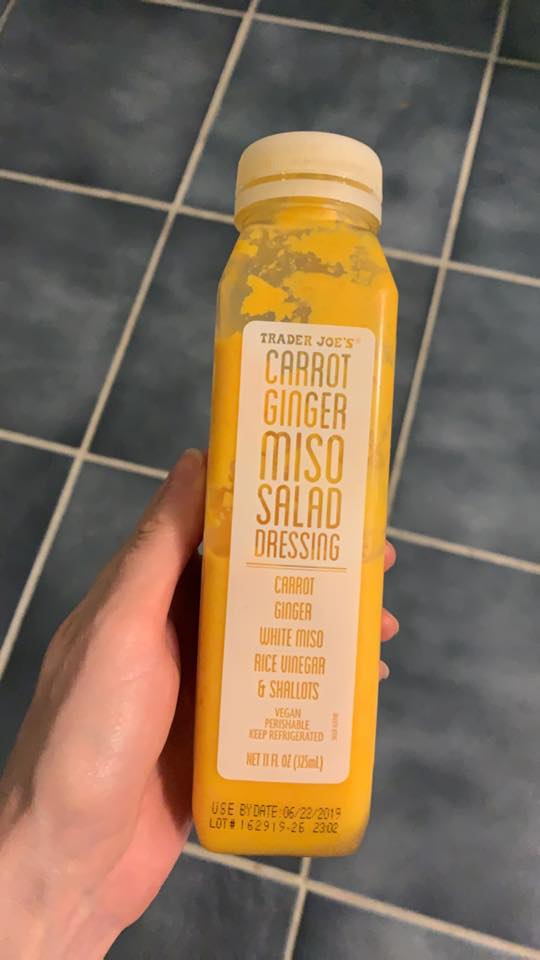 TRADER JOE'S®
CARROT
GINGER
MISO
SALAD
DRESSING
CARROT
GINGER
WHITE MISO
RICE VINEGAR
& SHALLOTS
VEGAN
PERISHABLE
KEEP REFRIGERATED
NET 11 FL OZ (325mL)
USE BY DATE: 06/22/2019
LOT# 162919-26 23:02